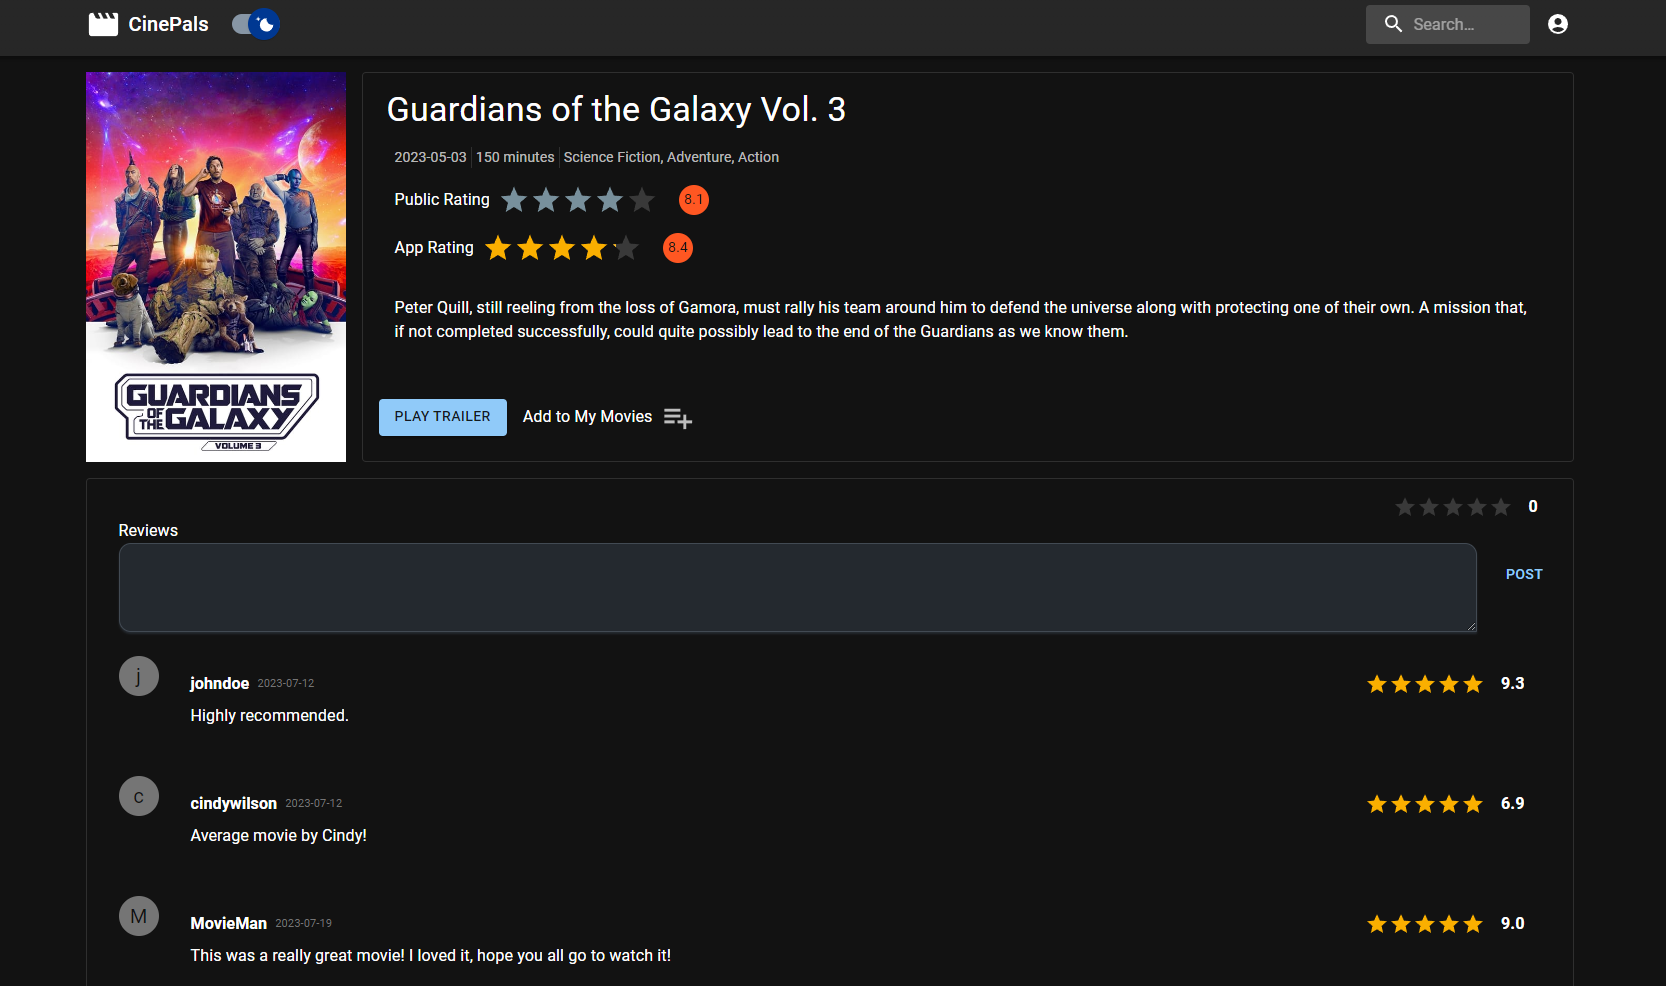 CinePals
Search...
Guardians of the Galaxy Vol. 3
2023-05-03 150 minutes Science Fiction, Adventure, Action
Public Rating 8.1
App Rating 8.4
Peter Quill, still reeling from the loss of Gamora, must rally his team around him to defend the universe along with protecting one of their own. A mission that,
if not completed successfully, could quite possibly lead to the end of the Guardians as we know them.
PLAY TRAILER Add to My Movies
GUARDIANS
OF THE GALAXY
VOLUME 3
0
Reviews
POST
j
johndoe 2023-07-12 9.3
Highly recommended.
c
cindywilson 2023-07-12 6.9
Average movie by Cindy!
M
MovieMan 2023-07-19 9.0
This was a really great movie! I loved it, hope you all go to watch it!